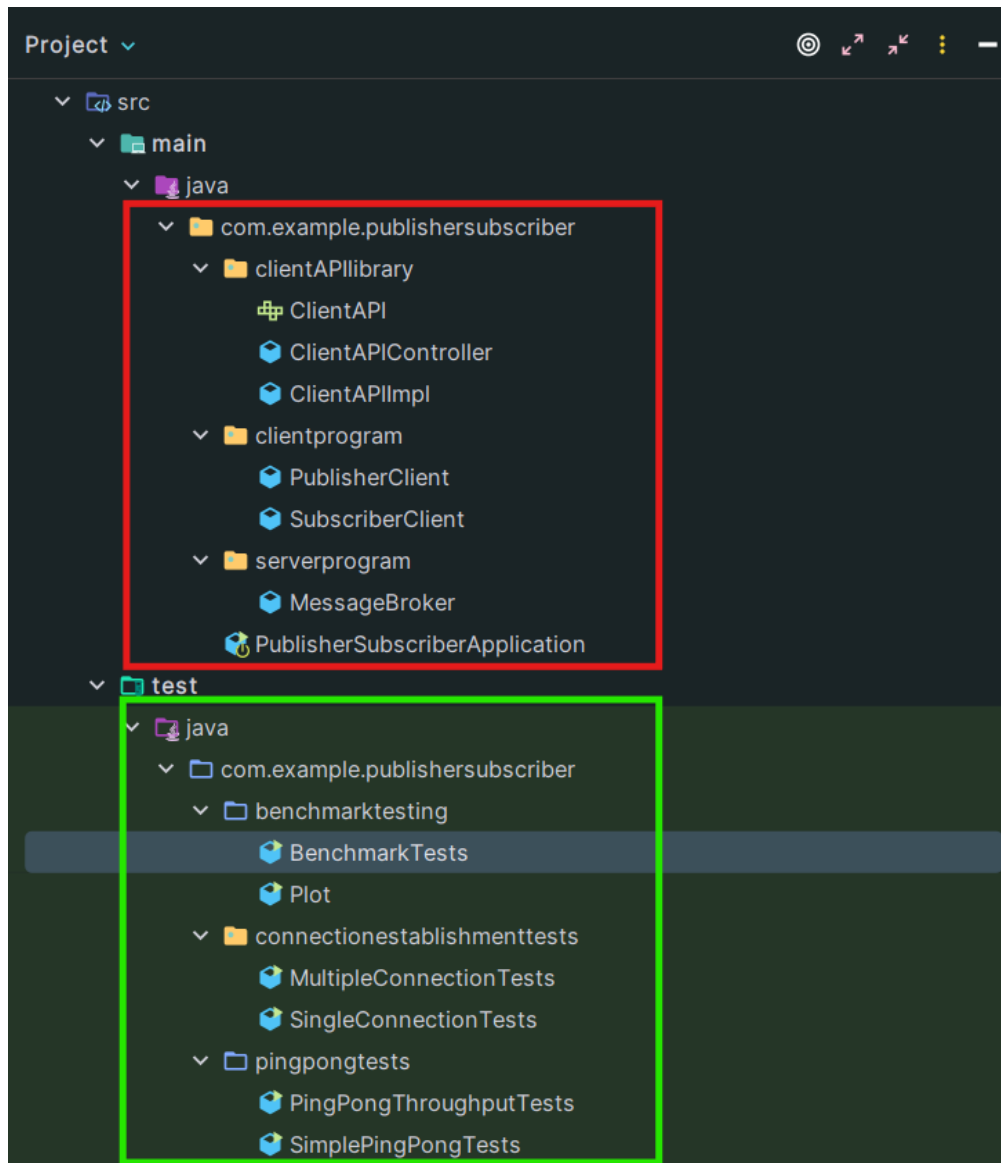 Project
src
main
java
com.example.publishersubscriber
clientAPIlibrary
ClientAPI
ClientAPIController
ClientAPIImpl
clientprogram
PublisherClient
SubscriberClient
serverprogram
MessageBroker
PublisherSubscriberApplication
test
java
com.example.publishersubscriber
benchmarktesting
BenchmarkTests
Plot
connectionestablishmenttests
MultipleConnectionTests
SingleConnectionTests
pingpongtests
PingPongThroughputTests
SimplePingPongTests